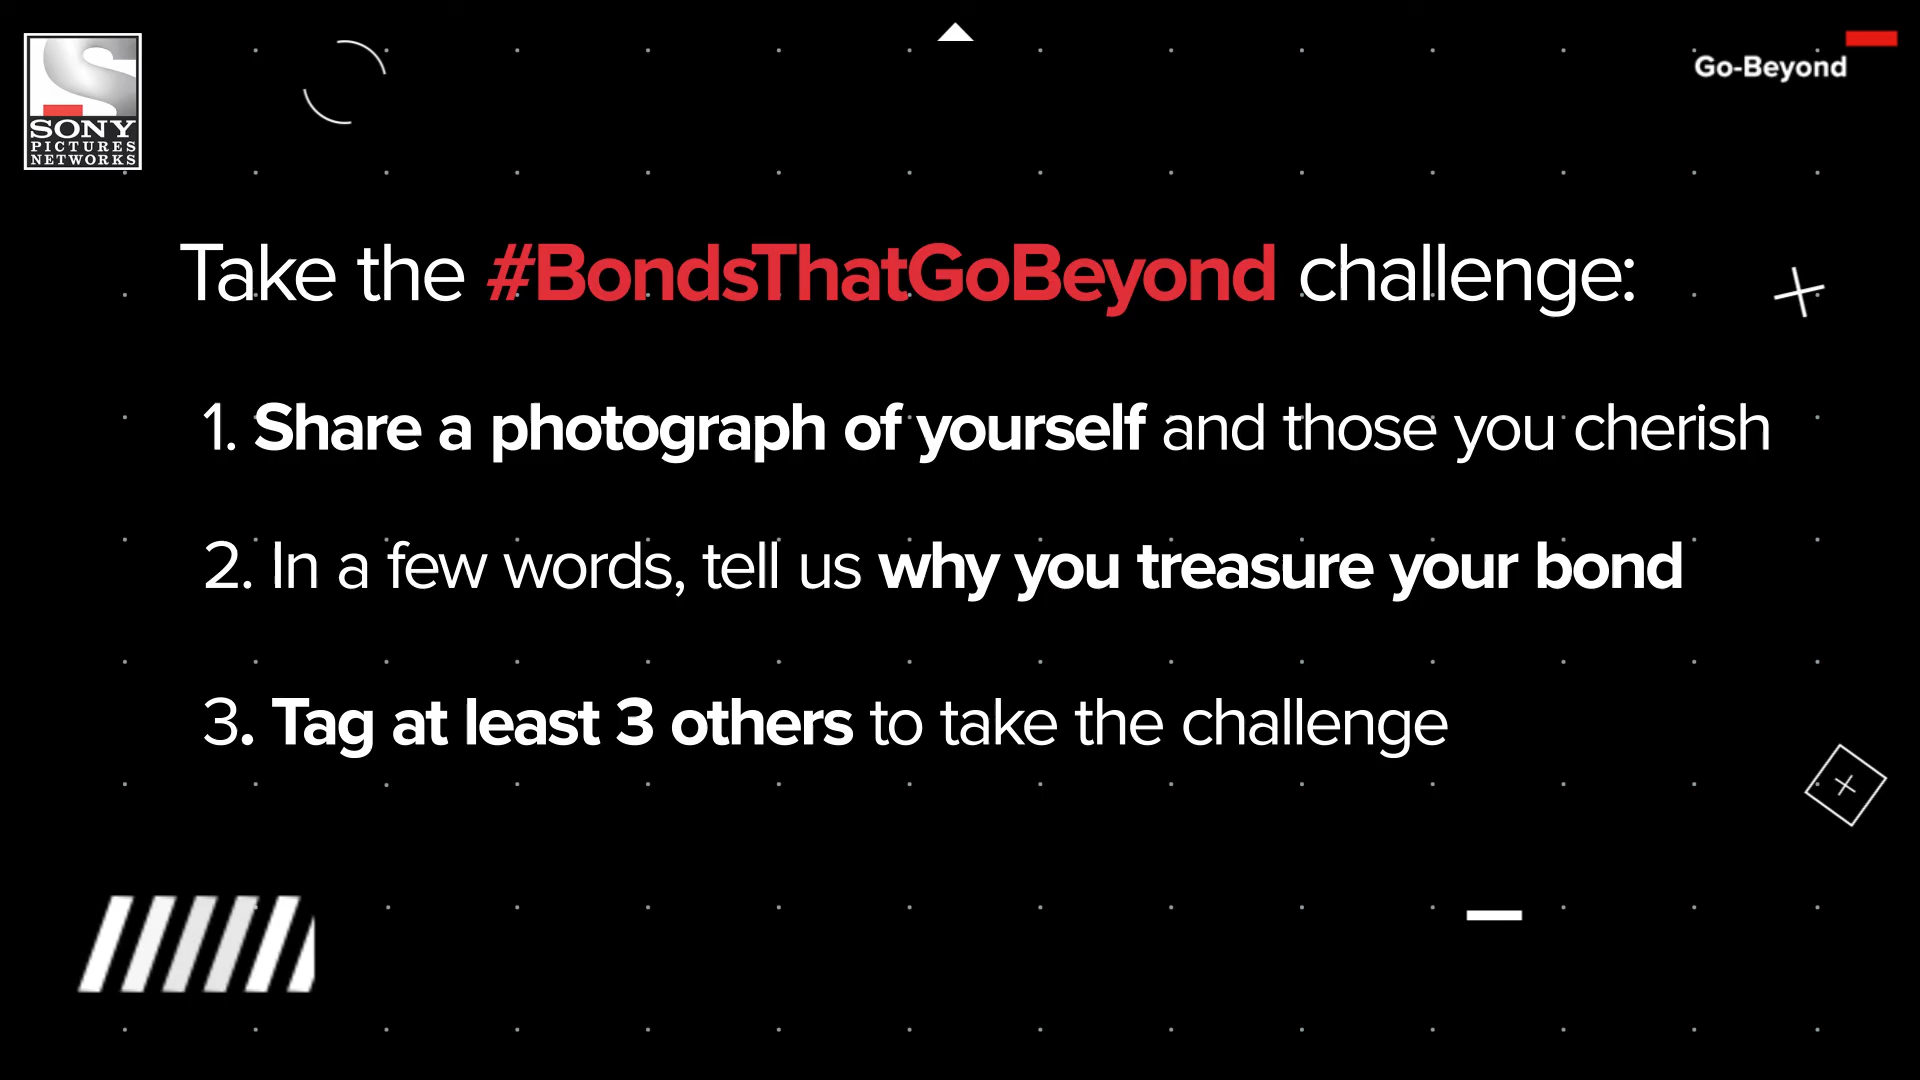 SONY
PICTURES
NETWORKS
Go-Beyond
Take the #BondsThatGoBeyond challenge:
1. Share a photograph of yourself and those you cherish
2. In a few words, tell us why you treasure your bond
3. Tag at least 3 others to take the challenge